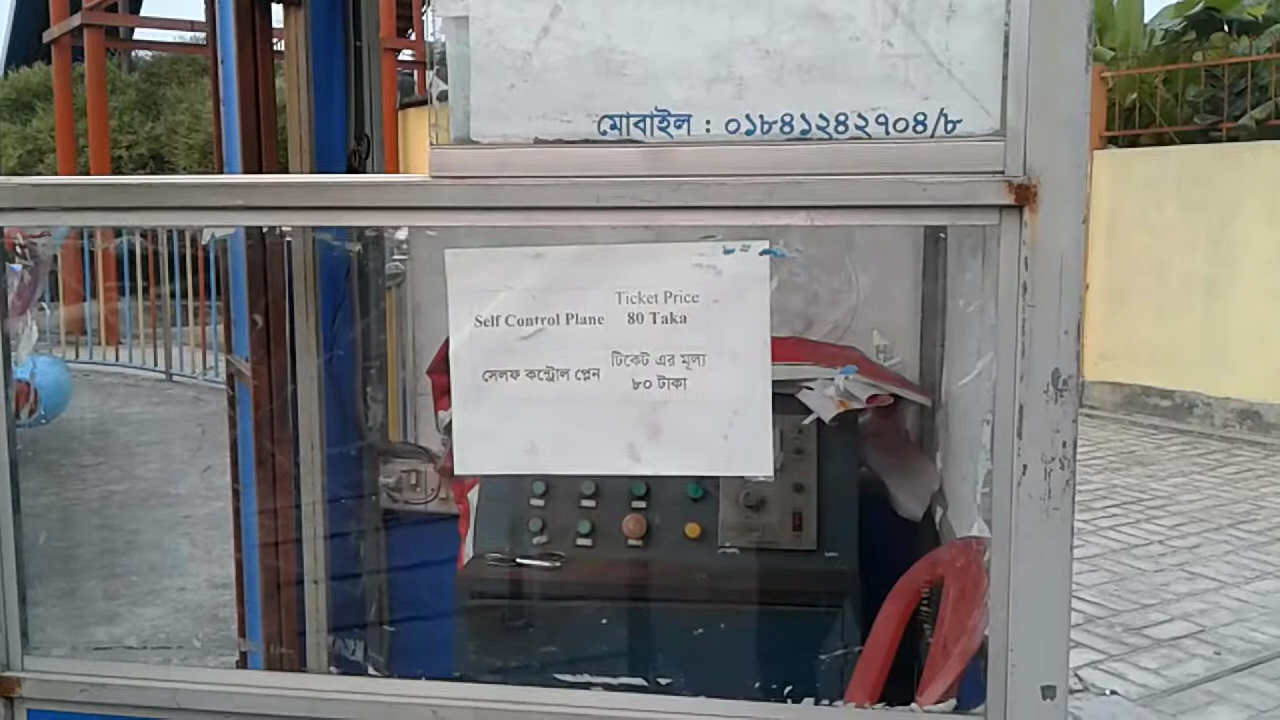 মোবাইল : ০১৮৪১২৪২৭০৪/৮
Ticket Price
Self Control Plane 80 Taka
টিকেট এর মূল্য
সেলফ কন্ট্রোল প্লেন ৮০ টাকা